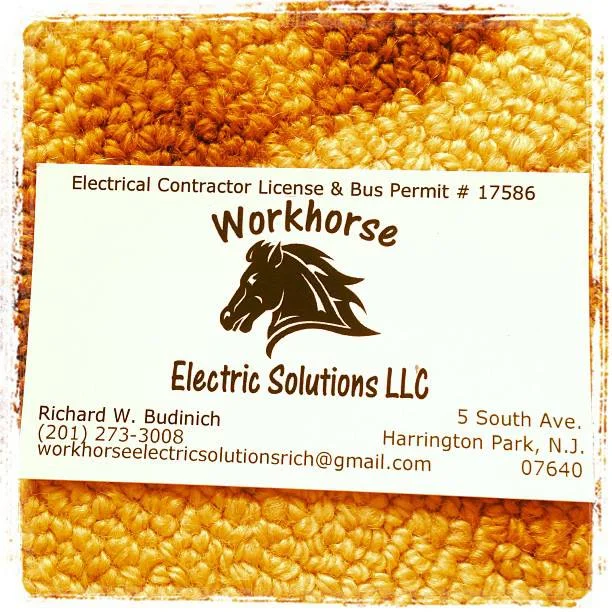 Electrical Contractor License & Bus Permit # 17586
Workhorse
Electric Solutions LLC
Richard W. Budinich
(201) 273-3008
workhorseelectricsolutionsrich@gmail.com
5 South Ave.
Harrington Park, N.J.
07640